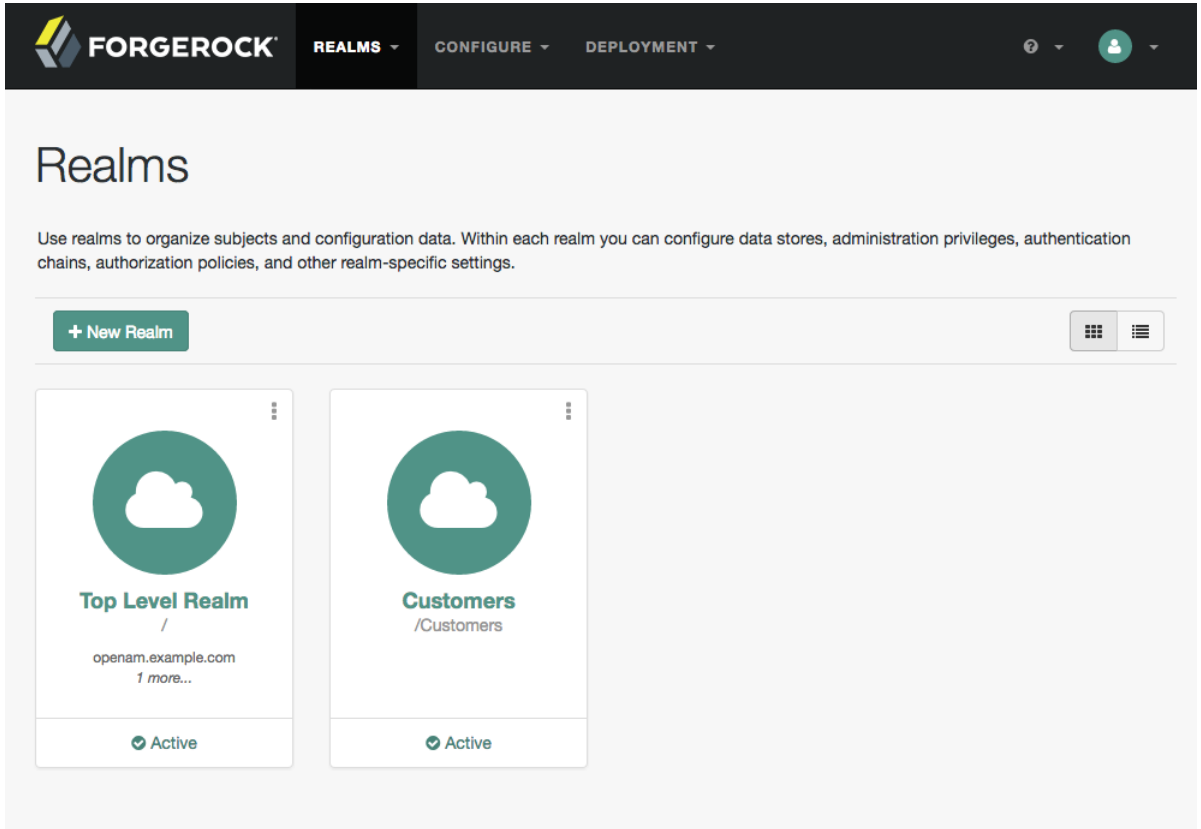 FORGEROCK
REALMS
CONFIGURE
DEPLOYMENT
Realms
Use realms to organize subjects and configuration data. Within each realm you can configure data stores, administration privileges, authentication
chains, authorization policies, and other realm-specific settings.
+ New Realm
Top Level Realm
/
openam.example.com
1 more...
Active
Customers
/Customers
Active